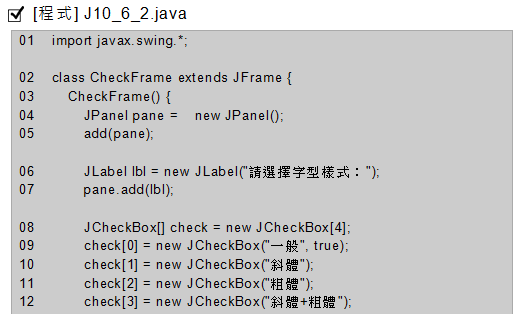 [程式] J10_6_2.java
01 import javax.swing.*;
02 class CheckFrame extends JFrame {
03 CheckFrame() {
04 JPanel pane = new JPanel();
05 add(pane);
06 JLabel lbl = new JLabel("請選擇字型樣式：");
07 pane.add(lbl);
08 JCheckBox[] check = new JCheckBox[4];
09 check[0] = new JCheckBox("一般", true);
10 check[1] = new JCheckBox("斜體");
11 check[2] = new JCheckBox("粗體");
12 check[3] = new JCheckBox("斜體+粗體");